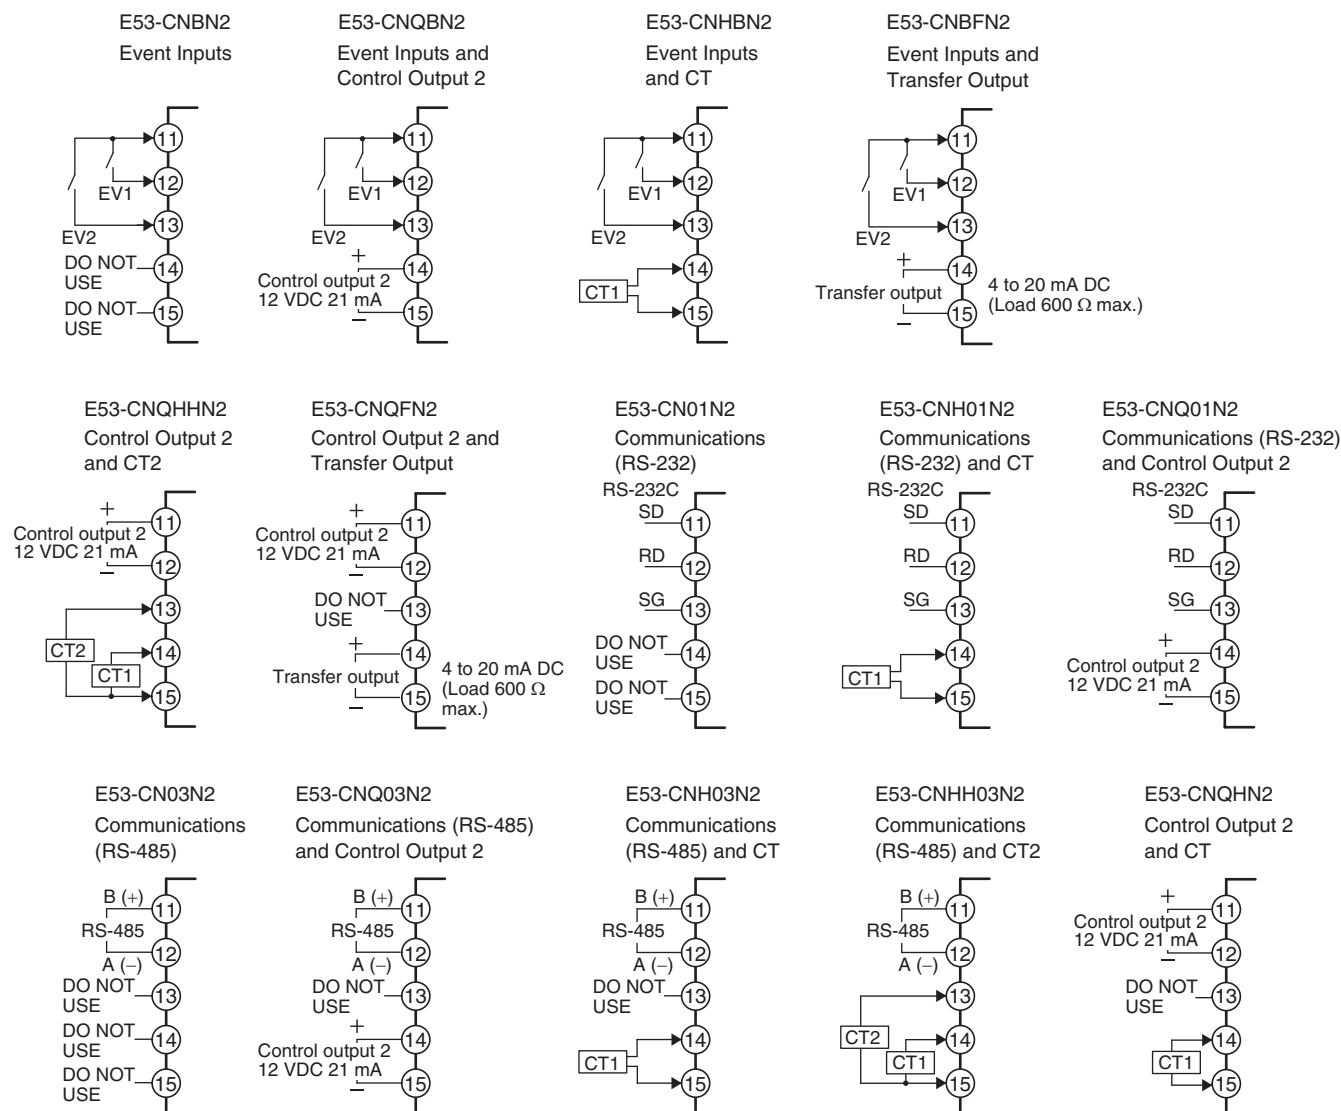 E53-CNBN2
Event Inputs
11
12
EV1
13
EV2
DO NOT
USE
14
DO NOT
USE
15
E53-CNQBN2
Event Inputs and
Control Output 2
11
12
EV1
13
EV2
+
14
Control output 2
12 VDC 21 mA
15
−
E53-CNHBN2
Event Inputs
and CT
11
12
EV1
13
EV2
14
CT1
15
E53-CNBFN2
Event Inputs and
Transfer Output
11
12
EV1
13
EV2
+
14
Transfer output
4 to 20 mA DC
(Load 600 Ω max.)
15
−
E53-CNQHHN2
Control Output 2
and CT2
+
11
Control output 2
12 VDC 21 mA
12
−
13
CT2
14
CT1
15
E53-CNQFN2
Control Output 2 and
Transfer Output
+
11
Control output 2
12 VDC 21 mA
12
−
DO NOT
USE
13
+
14
Transfer output
4 to 20 mA DC
(Load 600 Ω
max.)
15
−
E53-CN01N2
Communications
(RS-232)
RS-232C
SD
11
RD
12
SG
13
DO NOT
USE
14
DO NOT
USE
15
E53-CNH01N2
Communications
(RS-232) and CT
RS-232C
SD
11
RD
12
SG
13
14
CT1
15
E53-CNQ01N2
Communications (RS-232)
and Control Output 2
RS-232C
SD
11
RD
12
SG
13
+
14
Control output 2
12 VDC 21 mA
15
−
E53-CN03N2
Communications
(RS-485)
B (+)
11
RS-485
12
A (−)
DO NOT
USE
13
DO NOT
USE
14
DO NOT
USE
15
E53-CNQ03N2
Communications (RS-485)
and Control Output 2
B (+)
11
RS-485
12
A (−)
DO NOT
USE
13
+
14
Control output 2
12 VDC 21 mA
15
−
E53-CNH03N2
Communications
(RS-485) and CT
B (+)
11
RS-485
12
A (−)
DO NOT
USE
13
14
CT1
15
E53-CNHH03N2
Communications
(RS-485) and CT2
B (+)
11
RS-485
12
A (−)
13
CT2
14
CT1
15
E53-CNQHN2
Control Output 2
and CT
+
11
Control output 2
12 VDC 21 mA
12
−
DO NOT
USE
13
14
CT1
15